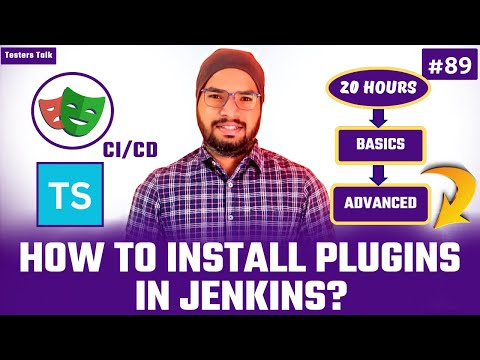 Testers Talk
#89
CI/CD
TS
20 HOURS
BASICS
ADVANCED
HOW TO INSTALL PLUGINS
IN JENKINS?